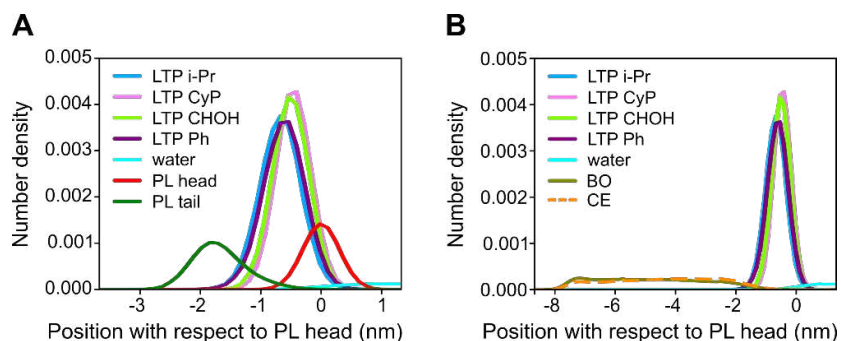 A
0.005
0.004
0.003
0.002
0.001
0.000
Number density
LTP i-Pr
LTP CyP
LTP CHOH
LTP Ph
water
PL head
PL tail
-3 -2 -1 0 1
Position with respect to PL head (nm)
B
0.005
0.004
0.003
0.002
0.001
0.000
Number density
LTP i-Pr
LTP CyP
LTP CHOH
LTP Ph
water
BO
CE
-8 -6 -4 -2 0
Position with respect to PL head (nm)